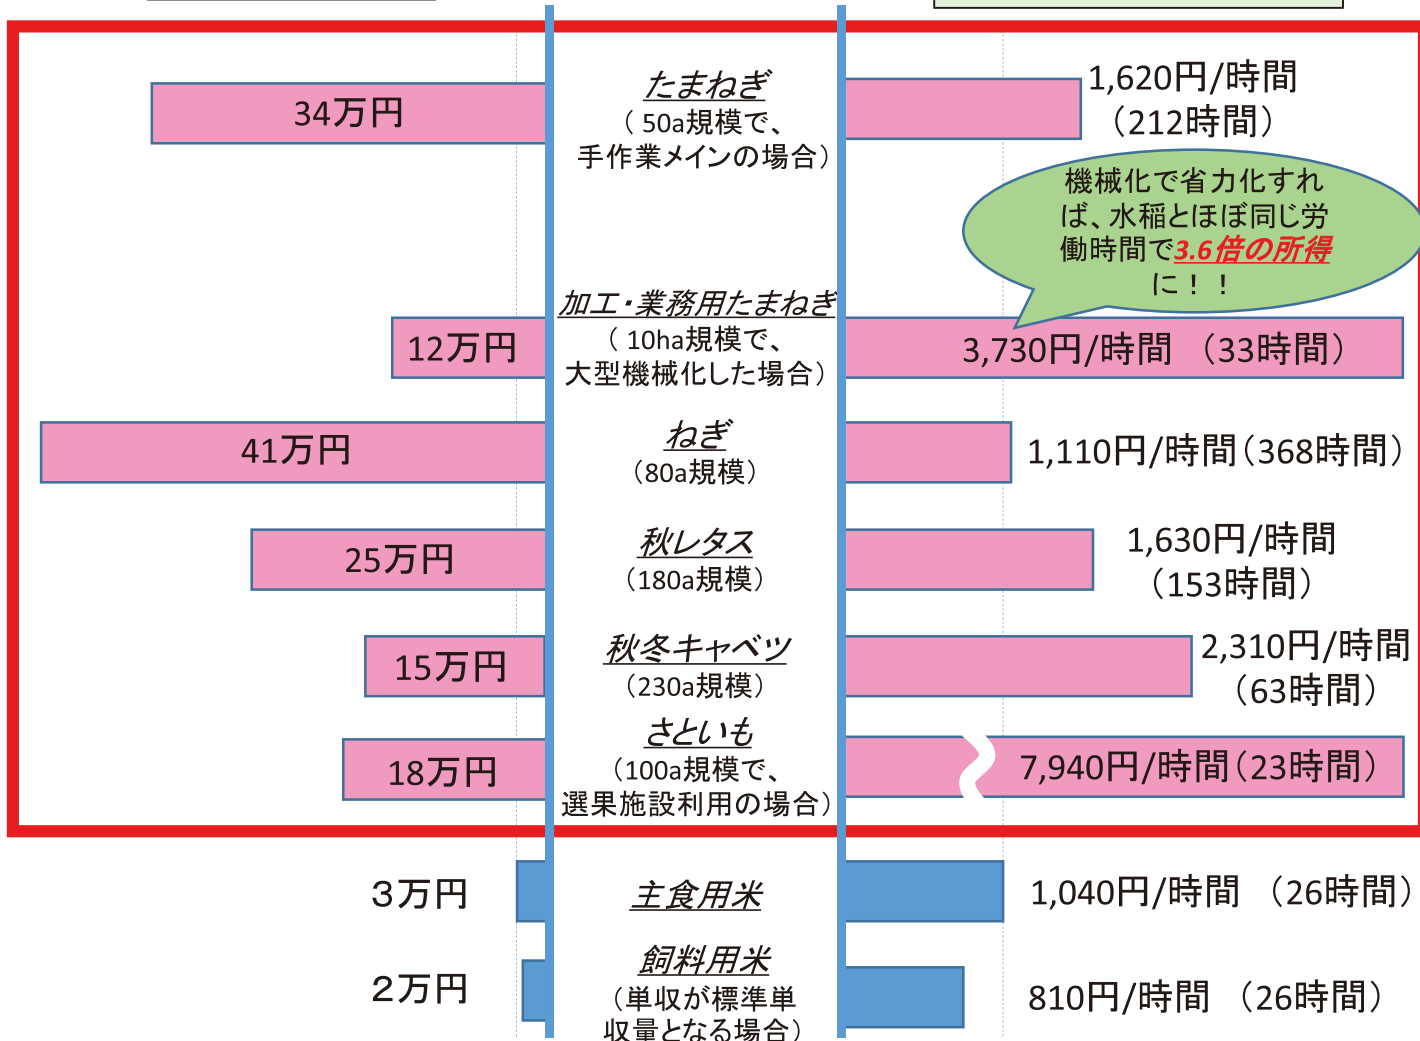 34万円
たまねぎ
（ 50a規模で、
手作業メインの場合）
1,620円/時間
（212時間）
機械化で省力化すれ
ば、水稲とほぼ同じ労
働時間で3.6倍の所得
に！！
12万円
加工・業務用たまねぎ
（ 10ha規模で、
大型機械化した場合）
3,730円/時間 （33時間）
41万円
ねぎ
（80a規模）
1,110円/時間（368時間）
25万円
秋レタス
（180a規模）
1,630円/時間
（153時間）
15万円
秋冬キャベツ
（230a規模）
2,310円/時間
（63時間）
18万円
さといも
（100a規模で、
選果施設利用の場合）
7,940円/時間（23時間）
３万円
主食用米
1,040円/時間 （26時間）
２万円
飼料用米
（単収が標準単
収量となる場合）
810円/時間 （26時間）